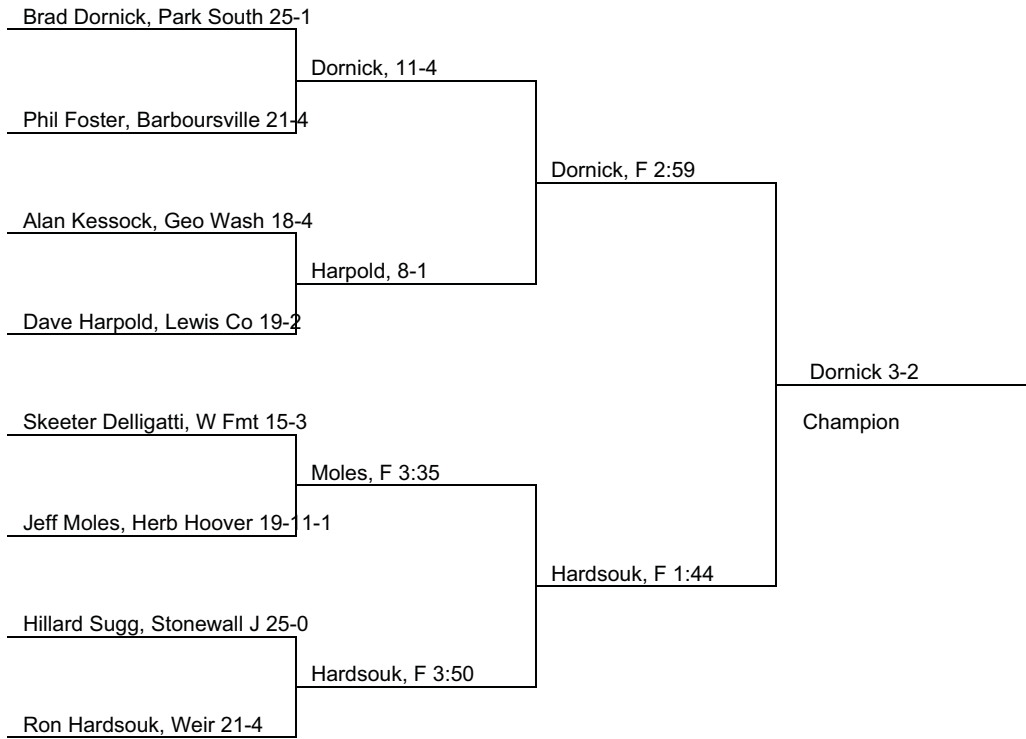 Brad Dornick, Park South 25-1
Dornick, 11-4
Phil Foster, Barboursville 21-4
Dornick, F 2:59
Alan Kessock, Geo Wash 18-4
Harpold, 8-1
Dave Harpold, Lewis Co 19-2
Dornick 3-2
Champion
Skeeter Delligatti, W Fmt 15-3
Moles, F 3:35
Jeff Moles, Herb Hoover 19-11-1
Hardsouk, F 1:44
Hillard Sugg, Stonewall J 25-0
Hardsouk, F 3:50
Ron Hardsouk, Weir 21-4